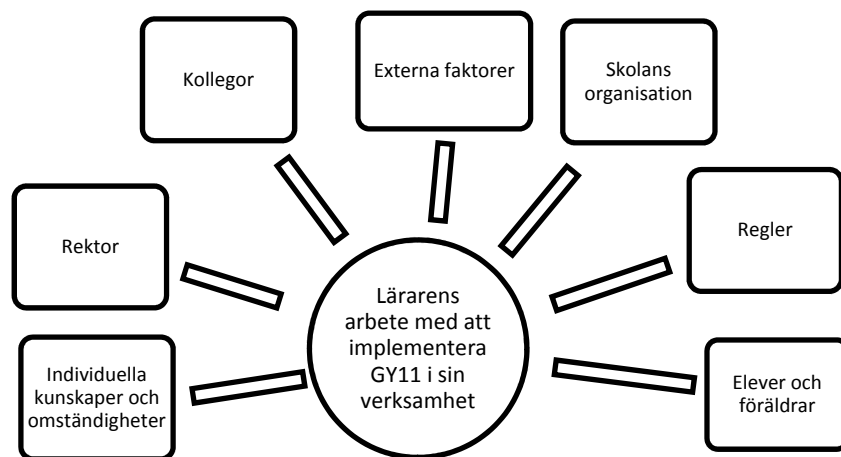 Kollegor
Externa faktorer
Skolans
organisation
Rektor
Regler
Lärarens
arbete med att
implementera
GY11 i sin
verksamhet
Individuella
kunskaper och
omständigheter
Elever och
föräldrar